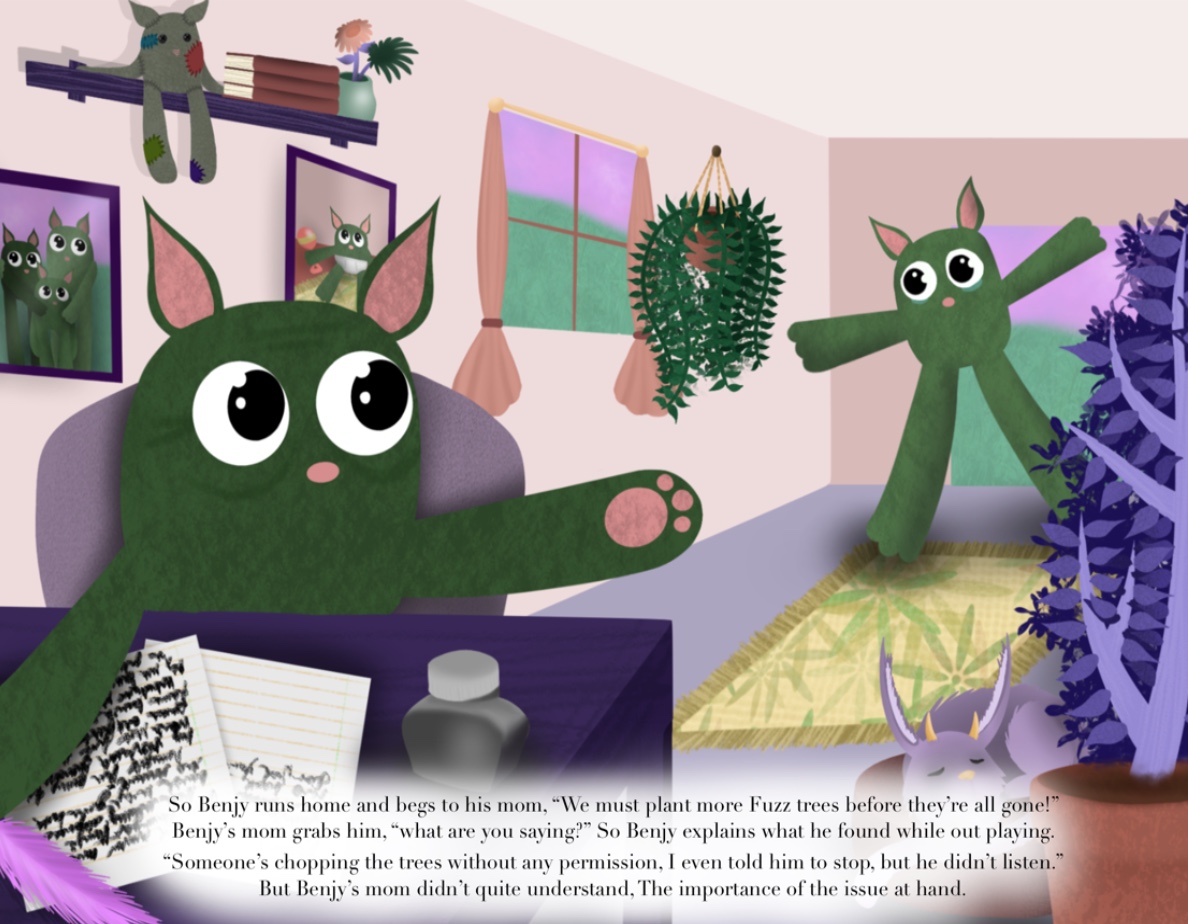 So Benjy runs home and begs to his mom, “We must plant more Fuzz trees before they’re all gone!”
Benjy’s mom grabs him, “what are you saying?” So Benjy explains what he found while out playing.
“Someone’s chopping the trees without any permission, I even told him to stop, but he didn’t listen.”
But Benjy’s mom didn’t quite understand, The importance of the issue at hand.